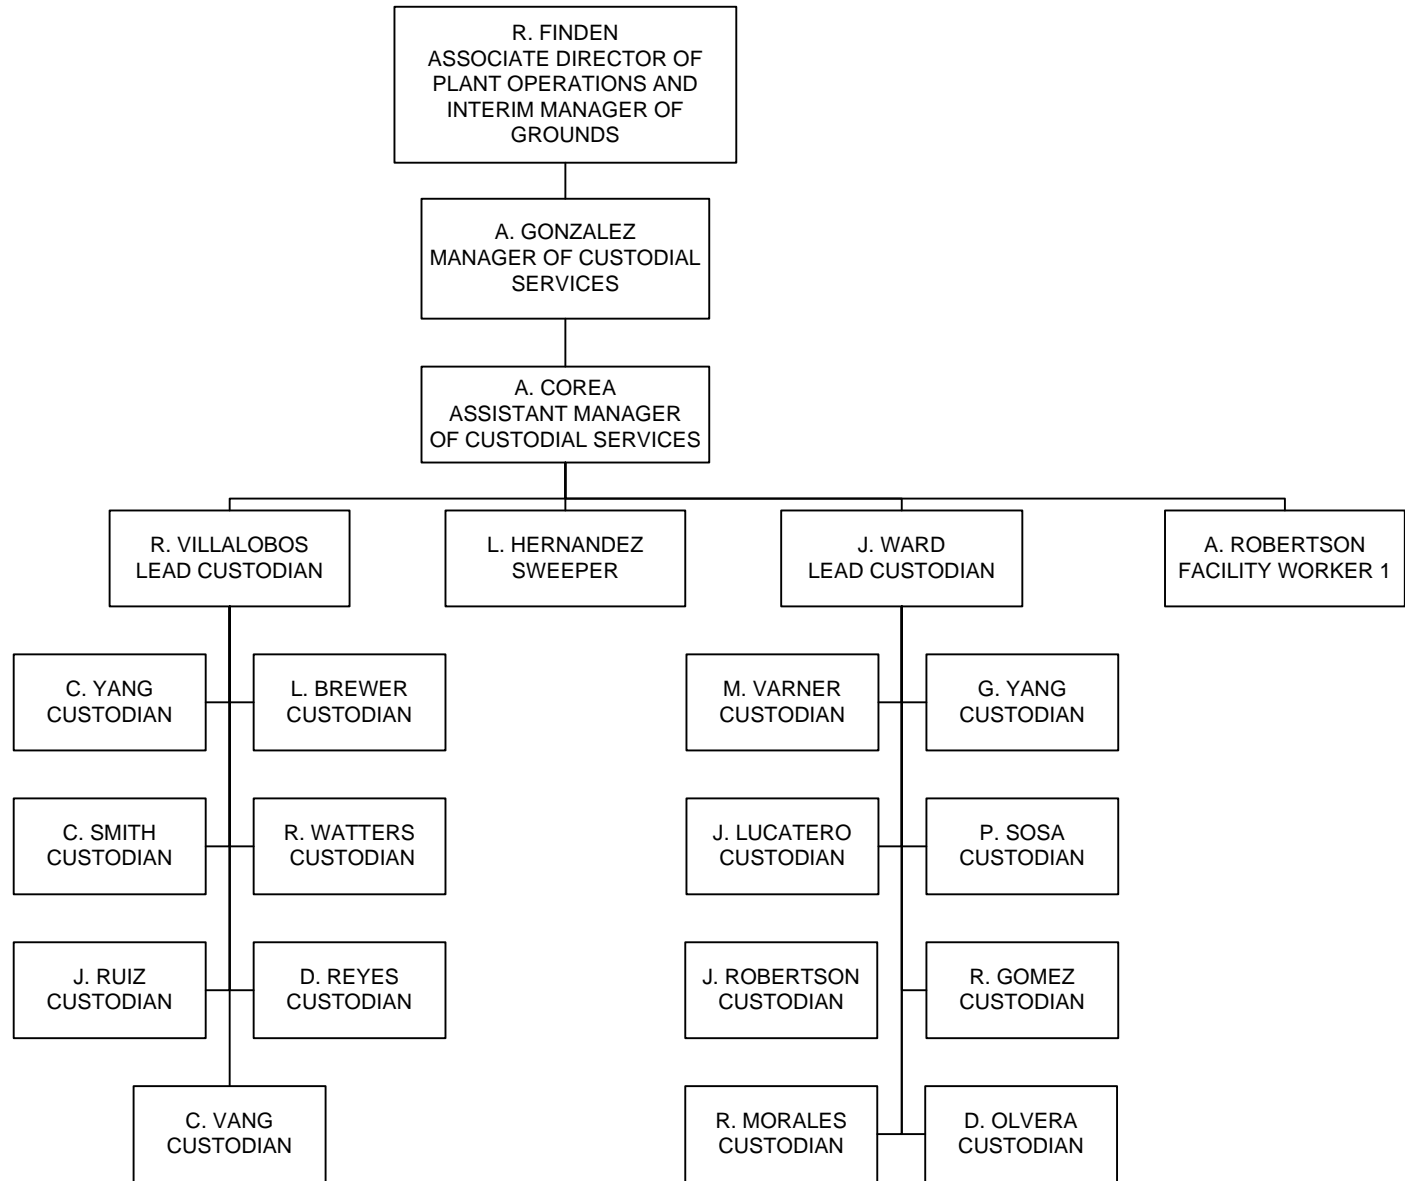 R. FINDEN
ASSOCIATE DIRECTOR OF
PLANT OPERATIONS AND
INTERIM MANAGER OF
GROUNDS
A. GONZALEZ
MANAGER OF CUSTODIAL
SERVICES
A. COREA
ASSISTANT MANAGER
OF CUSTODIAL SERVICES
R. VILLALOBOS
LEAD CUSTODIAN
L. HERNANDEZ
SWEEPER
J. WARD
LEAD CUSTODIAN
A. ROBERTSON
FACILITY WORKER 1
C. YANG
CUSTODIAN
L. BREWER
CUSTODIAN
M. VARNER
CUSTODIAN
G. YANG
CUSTODIAN
C. SMITH
CUSTODIAN
R. WATTERS
CUSTODIAN
J. LUCATERO
CUSTODIAN
P. SOSA
CUSTODIAN
J. RUIZ
CUSTODIAN
D. REYES
CUSTODIAN
J. ROBERTSON
CUSTODIAN
R. GOMEZ
CUSTODIAN
C. VANG
CUSTODIAN
R. MORALES
CUSTODIAN
D. OLVERA
CUSTODIAN